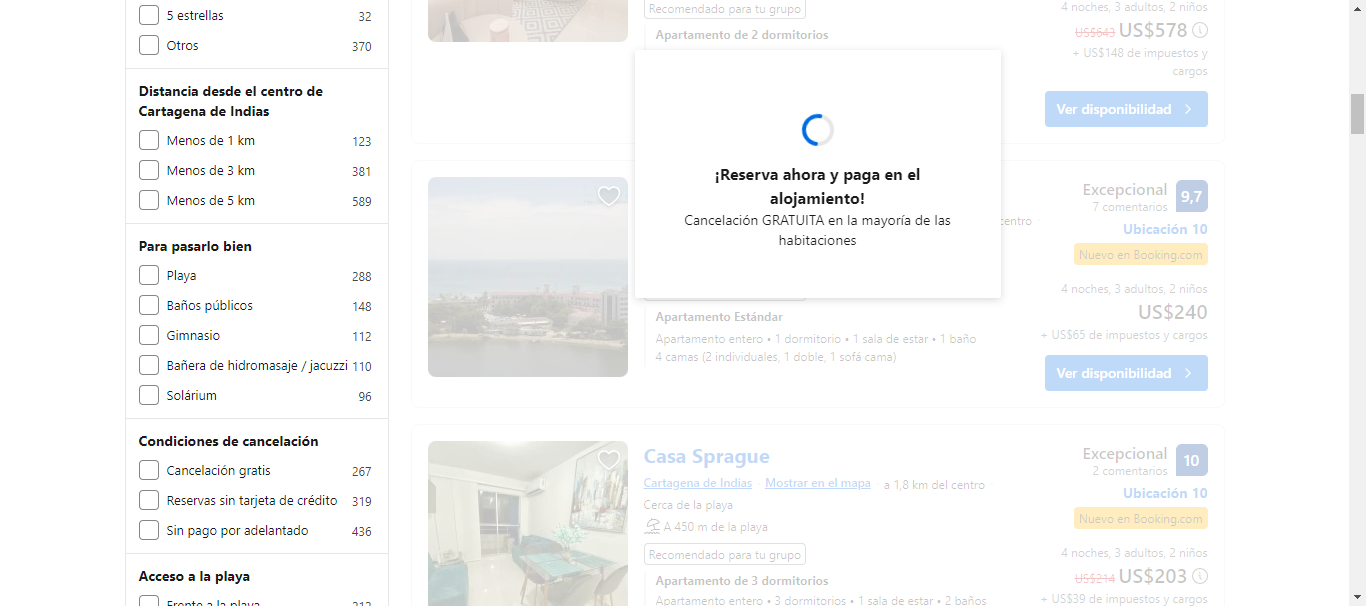 5 estrellas 32
Otros 370
Distancia desde el centro de
Cartagena de Indias
Menos de 1 km 123
Menos de 3 km 381
Menos de 5 km 589
Para pasarlo bien
Playa 288
Baños públicos 148
Gimnasio 112
Bañera de hidromasaje / jacuzzi 110
Solárium 96
Condiciones de cancelación
Cancelación gratis 267
Reservas sin tarjeta de crédito 319
Sin pago por adelantado 436
Acceso a la playa
Frente a la playa 212
Recomendado para tu grupo
Apartamento de 2 dormitorios
4 noches, 3 adultos, 2 niños
US$643 US$578
+ US$148 de impuestos y
cargos
Ver disponibilidad
¡Reserva ahora y paga en el
alojamiento!
Cancelación GRATUITA en la mayoría de las
habitaciones
centro
Excepcional
7 comentarios
9,7
Ubicación 10
Nuevo en Booking.com
Apartamento Estándar
Apartamento entero • 1 dormitorio • 1 sala de estar • 1 baño
4 camas (2 individuales, 1 doble, 1 sofá cama)
4 noches, 3 adultos, 2 niños
US$240
+ US$65 de impuestos y cargos
Ver disponibilidad
Casa Sprague
Cartagena de Indias Mostrar en el mapa a 1,8 km del centro
Cerca de la playa
A 450 m de la playa
Recomendado para tu grupo
Apartamento de 3 dormitorios
Apartamento entero • 3 dormitorios • 1 sala de estar • 2 baños
Excepcional
2 comentarios
10
Ubicación 10
Nuevo en Booking.com
4 noches, 3 adultos, 2 niños
US$214 US$203
+ US$39 de impuestos y cargos